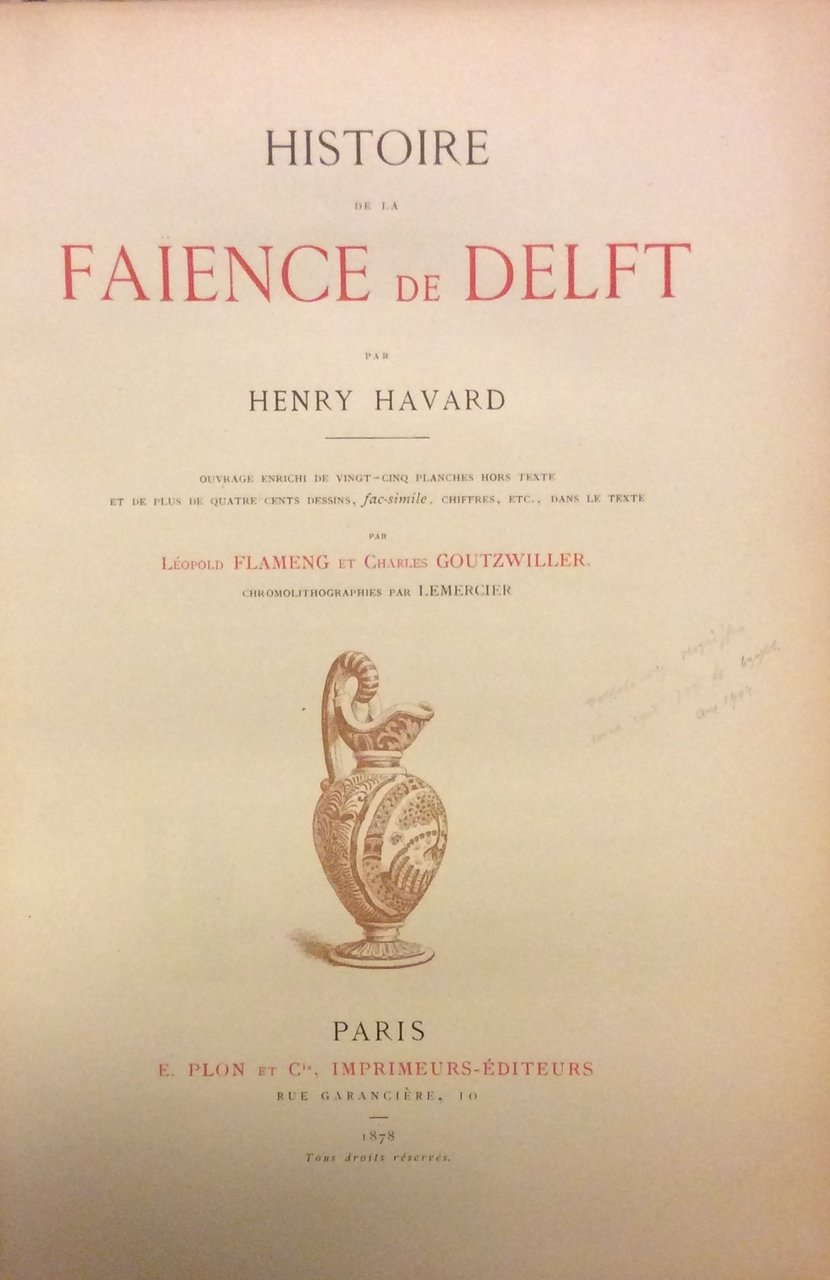 HISTOIRE
DE LA
FAÏENCE DE DELFT
PAR
HENRY HAVARD
OUVRAGE ENRICHI DE VINGT-CINQ PLANCHES HORS TEXTE
ET DE PLUS DE QUATRE CENTS DESSINS, fac-simile, CHIFFRES, ETC., DANS LE TEXTE
PAR
LÉOPOLD FLAMENG ET CHARLES GOUTZWILLER.
CHROMOLITHOGRAPHIES PAR LEMERCIER
PARIS
E. PLON ET Cie, IMPRIMEURS-ÉDITEURS
RUE GARANCIÈRE, 10
1878
Tous droits réservés.